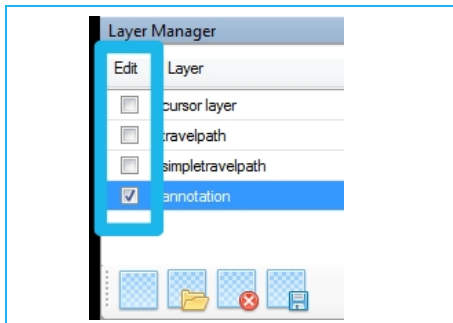 Layer Manager
Edit Layer
cursor layer
travelpath
simpletravelpath
annotation